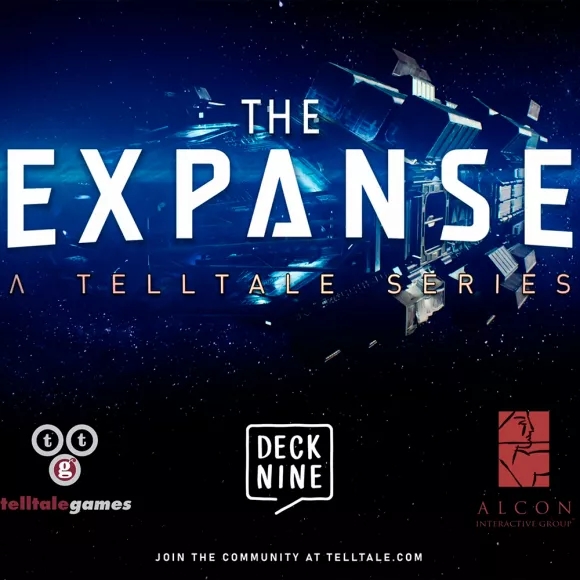 THE
EXPANSE
A TELLTALE SERIES
t t
g
telltalegames
DECK
NINE
ALCON
INTERACTIVE GROUP
JOIN THE COMMUNITY AT TELLTALE.COM